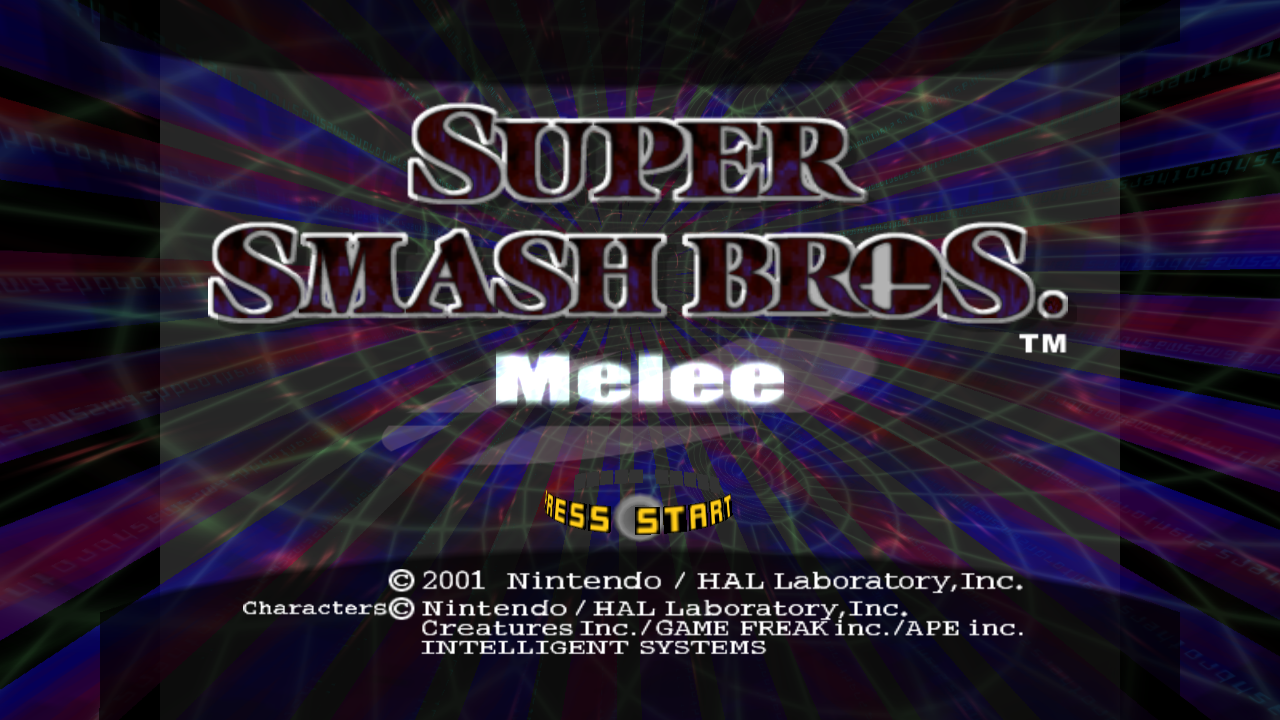 SUPER
SMASH BROS.
TM
Melee
PRESS START
© 2001 Nintendo / HAL Laboratory,Inc.
Characters© Nintendo / HAL Laboratory,Inc.
Creatures Inc./GAME FREAK inc./APE inc.
INTELLIGENT SYSTEMS